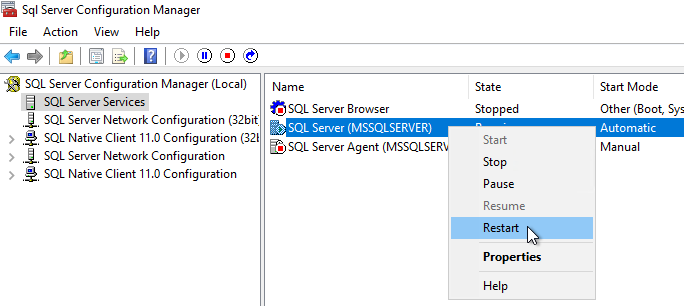 Sql Server Configuration Manager
File Action View Help
SQL Server Configuration Manager (Local)
SQL Server Services
SQL Server Network Configuration (32bit
SQL Native Client 11.0 Configuration (32b
SQL Server Network Configuration
SQL Native Client 11.0 Configuration
Name State Start Mode
SQL Server Browser Stopped Other (Boot, Sys
SQL Server (MSSQLSERVER) Automatic
SQL Server Agent (MSSQLSERV Manual
Start
Stop
Pause
Resume
Restart
Properties
Help